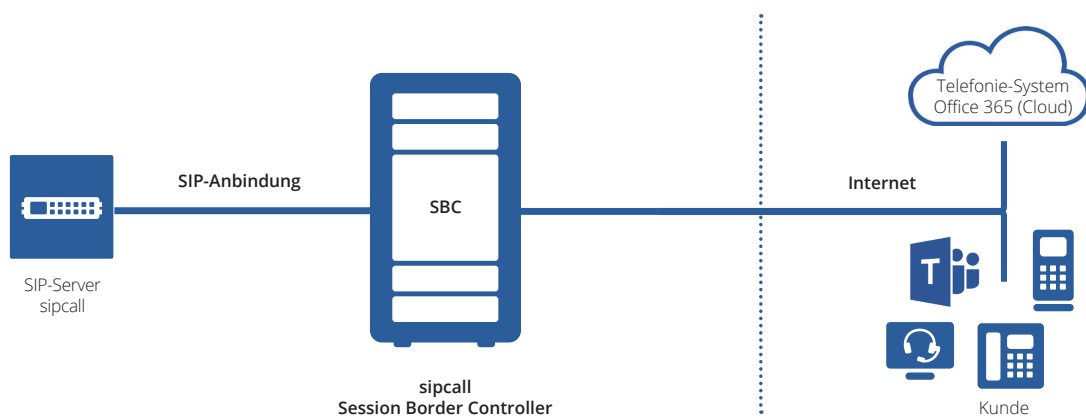 SIP-Server
sipcall
SIP-Anbindung
SBC
sipcall
Session Border Controller
Internet
Telefonie-System
Office 365 (Cloud)
T
Kunde